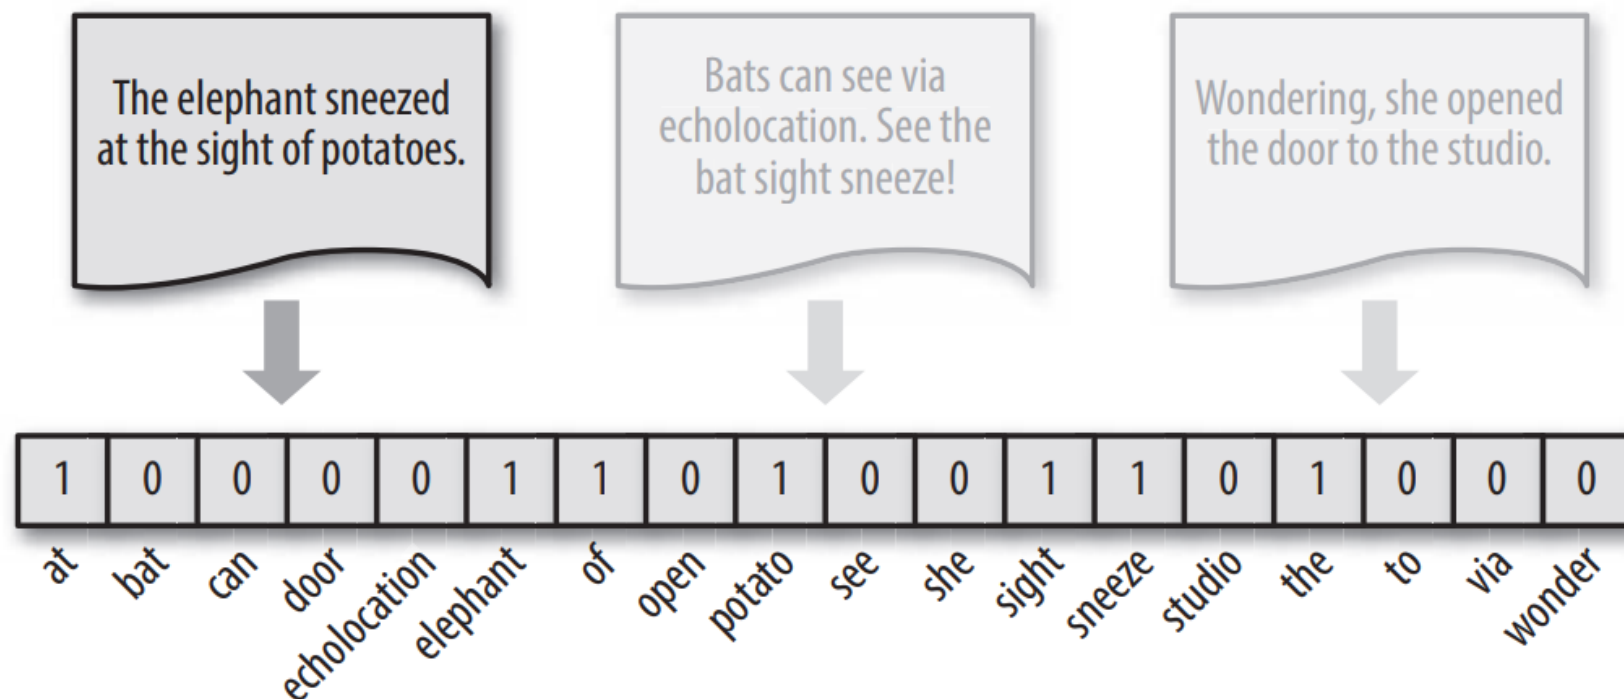 The elephant sneezed
at the sight of potatoes.
Bats can see via
echolocation. See the
bat sight sneeze!
Wondering, she opened
the door to the studio.
1 0 0 0 0 1 1 0 1 0 0 1 1 0 1 0 0 0
at bat can door echolocation elephant of open potato see she sight sneeze studio the to via wonder